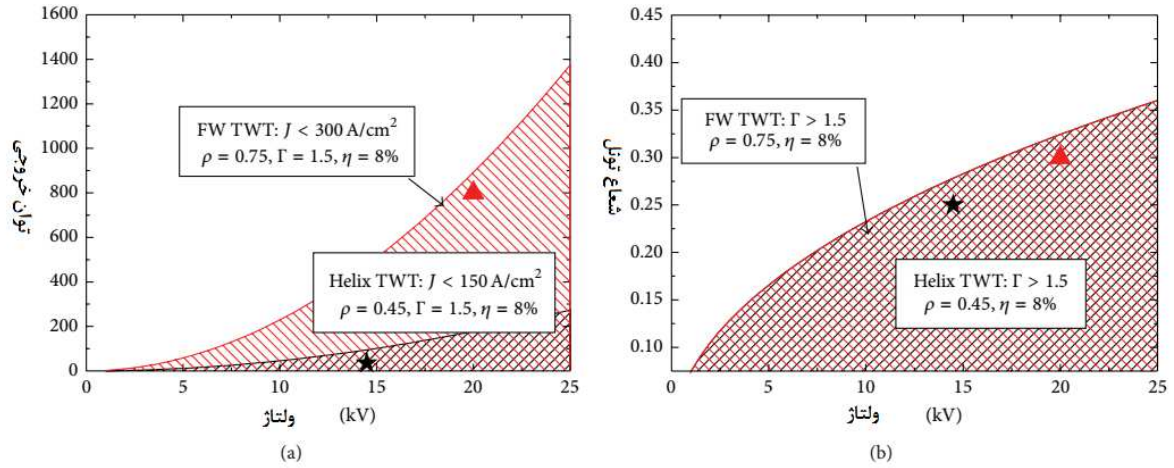 1600
1400
1200
1000
800
600
400
200
0
توان خروجی
FW TWT: J < 300 A/cm²
ρ = 0.75, Γ = 1.5, η = 8%
Helix TWT: J < 150 A/cm²
ρ = 0.45, Γ = 1.5, η = 8%
0 5 10 15 20 25
ولتاژ (kV)
(a)
0.45
0.40
0.35
0.30
0.25
0.20
0.15
0.10
شعاع تونل
FW TWT: Γ > 1.5
ρ = 0.75, η = 8%
Helix TWT: Γ > 1.5
ρ = 0.45, η = 8%
0 5 10 15 20 25
ولتاژ (kV)
(b)